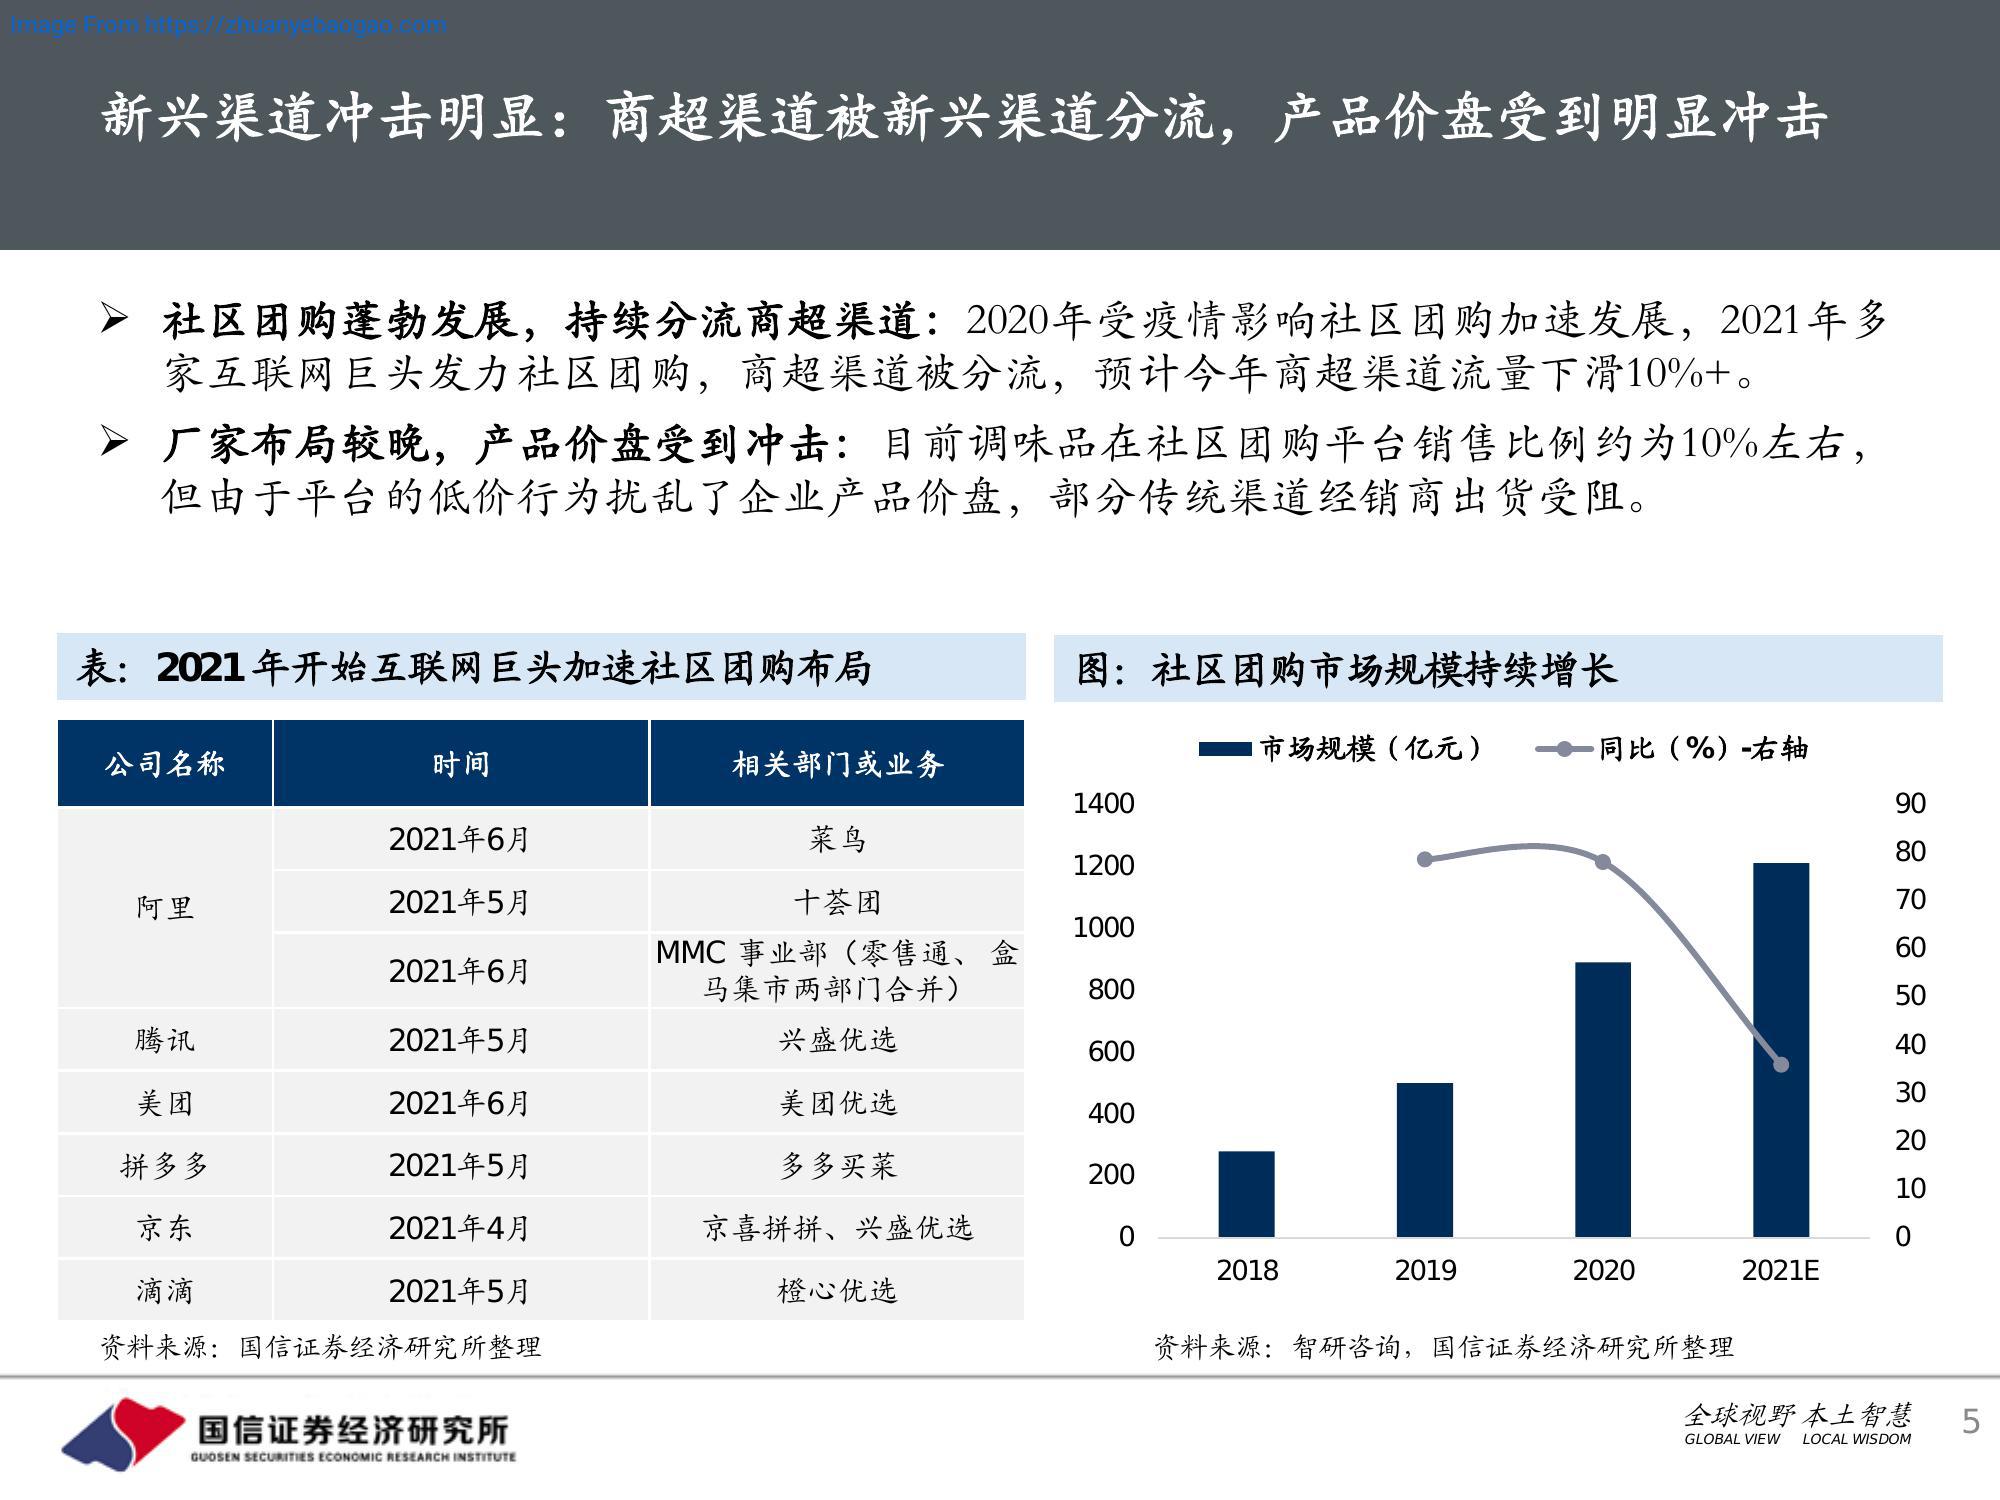 Image From https://zhuanyebaogao.com
新兴渠道冲击明显：商超渠道被新兴渠道分流，产品价盘受到明显冲击
➢ 社区团购蓬勃发展，持续分流商超渠道：2020年受疫情影响社区团购加速发展，2021年多
家互联网巨头发力社区团购，商超渠道被分流，预计今年商超渠道流量下滑10%+。
➢ 厂家布局较晚，产品价盘受到冲击：目前调味品在社区团购平台销售比例约为10%左右，
但由于平台的低价行为扰乱了企业产品价盘，部分传统渠道经销商出货受阻。
表：2021年开始互联网巨头加速社区团购布局
公司名称 时间 相关部门或业务
阿里
2021年6月 菜鸟
2021年5月 十荟团
2021年6月 MMC 事业部（零售通、 盒
马集市两部门合并）
腾讯 2021年5月 兴盛优选
美团 2021年6月 美团优选
拼多多 2021年5月 多多买菜
京东 2021年4月 京喜拼拼、兴盛优选
滴滴 2021年5月 橙心优选
资料来源：国信证券经济研究所整理
图：社区团购市场规模持续增长
市场规模（亿元） 同比（%）-右轴
1400 90
1200 80
1000 70
800 60
600 50
400 40
200 30
0 20
10
0
2018 2019 2020 2021E
资料来源：智研咨询，国信证券经济研究所整理
国信证券经济研究所
GUOSEN SECURITIES ECONOMIC RESEARCH INSTITUTE
全球视野 本土智慧
GLOBAL VIEW LOCAL WISDOM
5